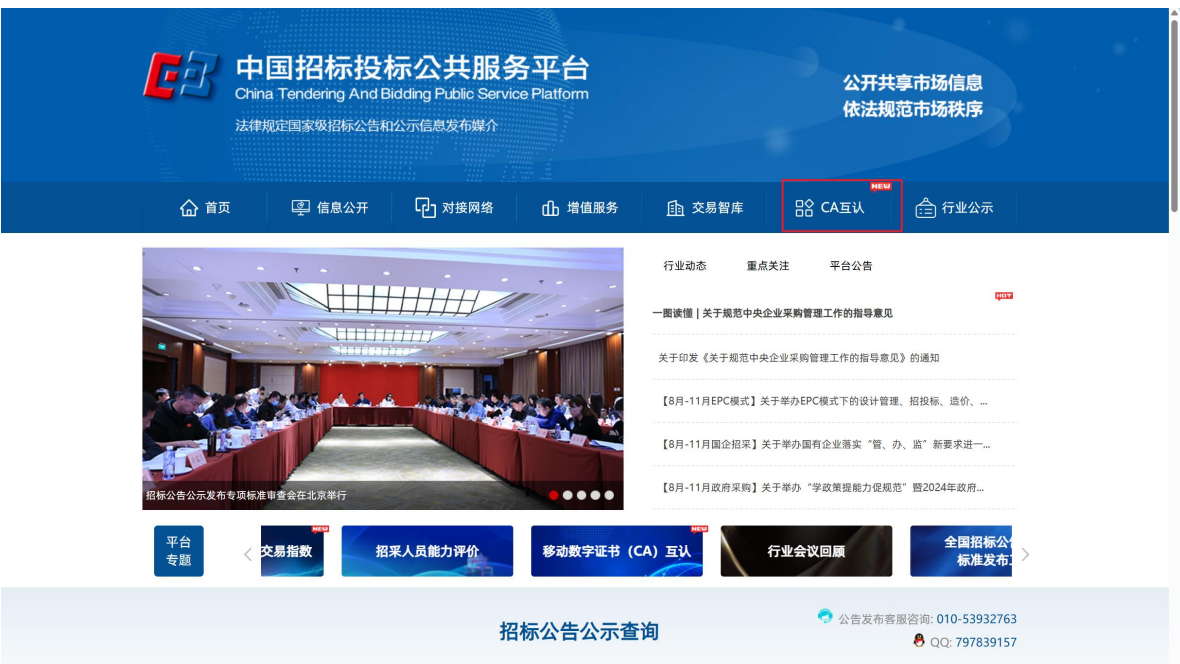 中国招标投标公共服务平台
China Tendering And Bidding Public Service Platform
法律规定国家级招标公告和公示信息发布媒介
公开共享市场信息
依法规范市场秩序
首页 信息公开 对接网络 增值服务 交易智库 CA互认 NEW 行业公示
行业动态 重点关注 平台公告
HOT
一图读懂 | 关于规范中央企业采购管理工作的指导意见
关于印发《关于规范中央企业采购管理工作的指导意见》的通知
【8月-11月EPC模式】关于举办EPC模式下的设计管理、招投标、造价、...
【8月-11月国企招采】关于举办国有企业落实“管、办、监”新要求进一...
【8月-11月政府采购】关于举办“学政策提能力促规范”暨2024年政府...
招标公告公示发布专项标准审查会在北京举行
平台
专题
交易指数 NEW
招采人员能力评价
移动数字证书（CA）互认 NEW
行业会议回顾
全国招标公
标准发布
招标公告公示查询
公告发布客服咨询: 010-53932763
QQ: 797839157